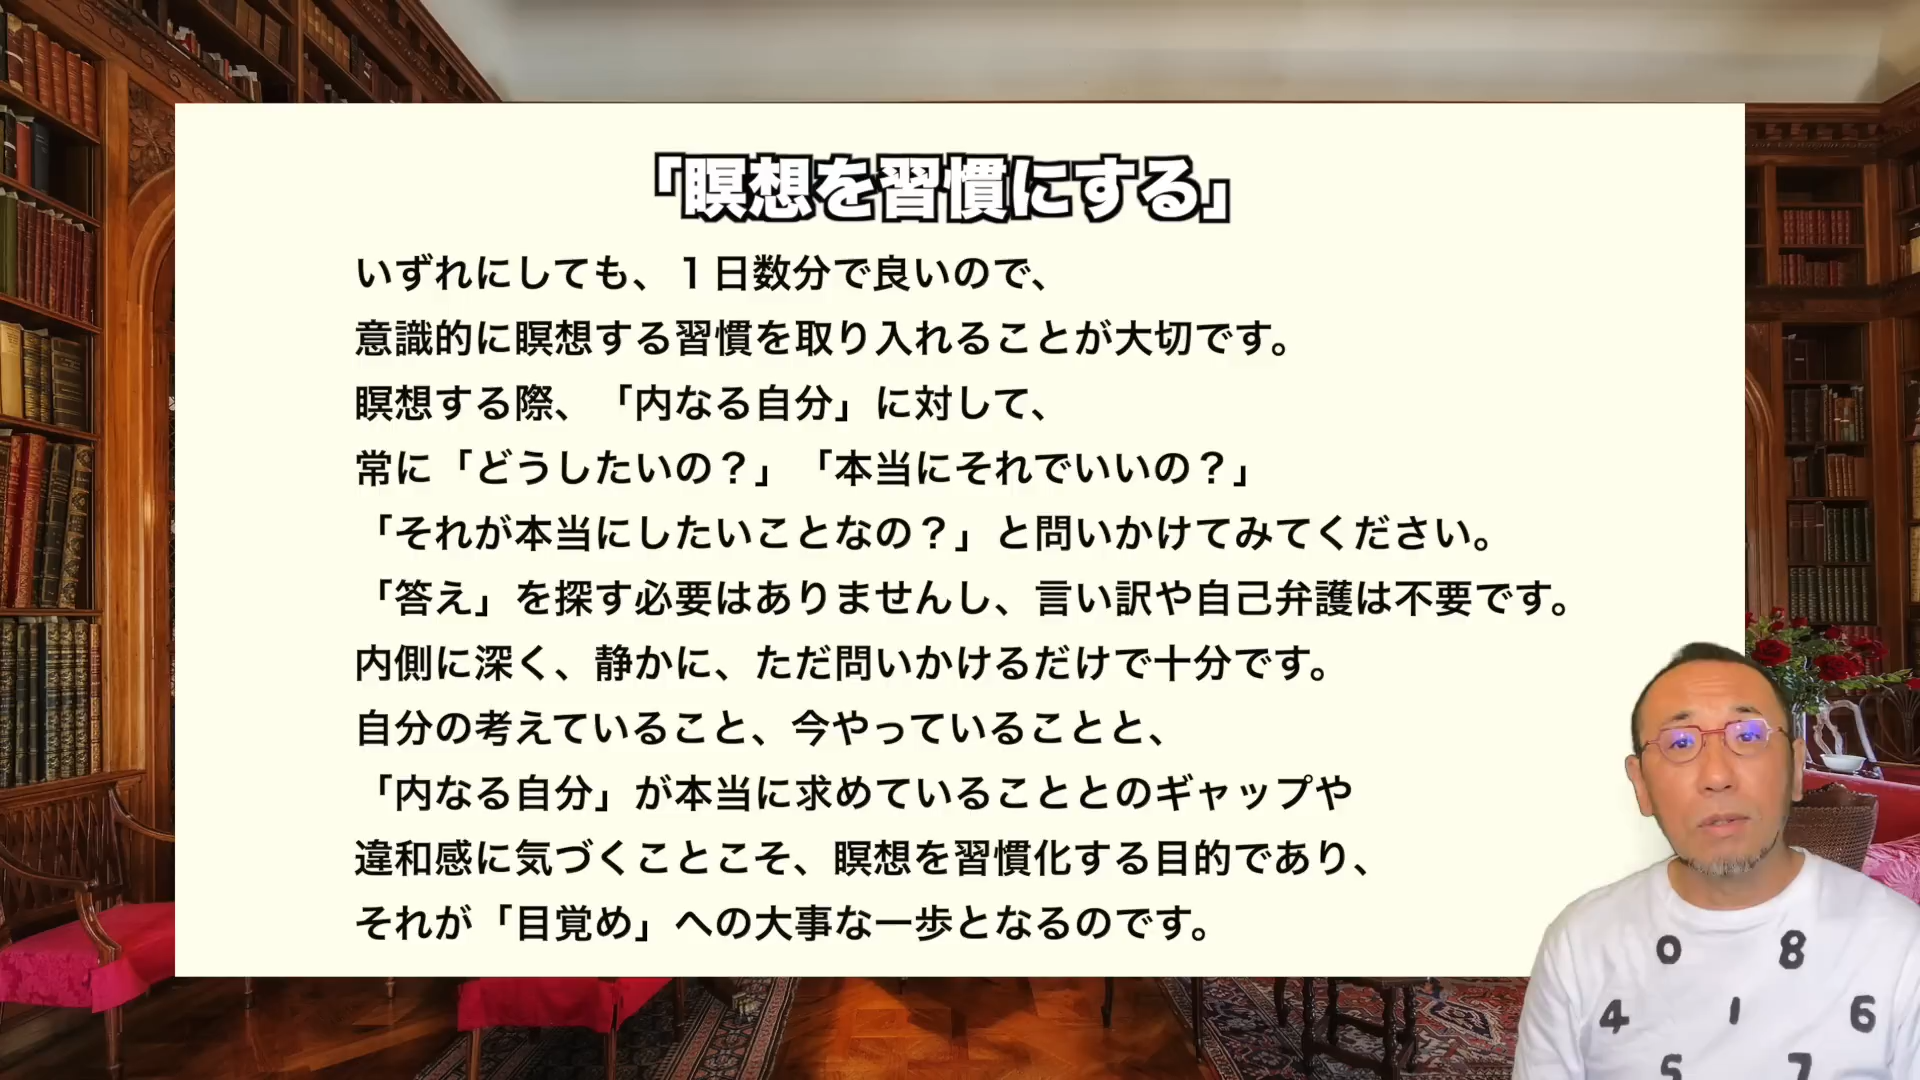 「瞑想を習慣にする」
いずれにしても、１日数分で良いので、
意識的に瞑想する習慣を取り入れることが大切です。
瞑想する際、「内なる自分」に対して、
常に「どうしたいの？」「本当にそれでいいの？」
「それが本当にしたいことなの？」と問いかけてみてください。
「答え」を探す必要はありませんし、言い訳や自己弁護は不要です。
内側に深く、静かに、ただ問いかけるだけで十分です。
自分の考えていること、今やっていることと、
「内なる自分」が本当に求めていることとのギャップや
違和感に気づくことこそ、瞑想を習慣化する目的であり、
それが「目覚め」への大事な一歩となるのです。
0 8
4 1 6
5 7